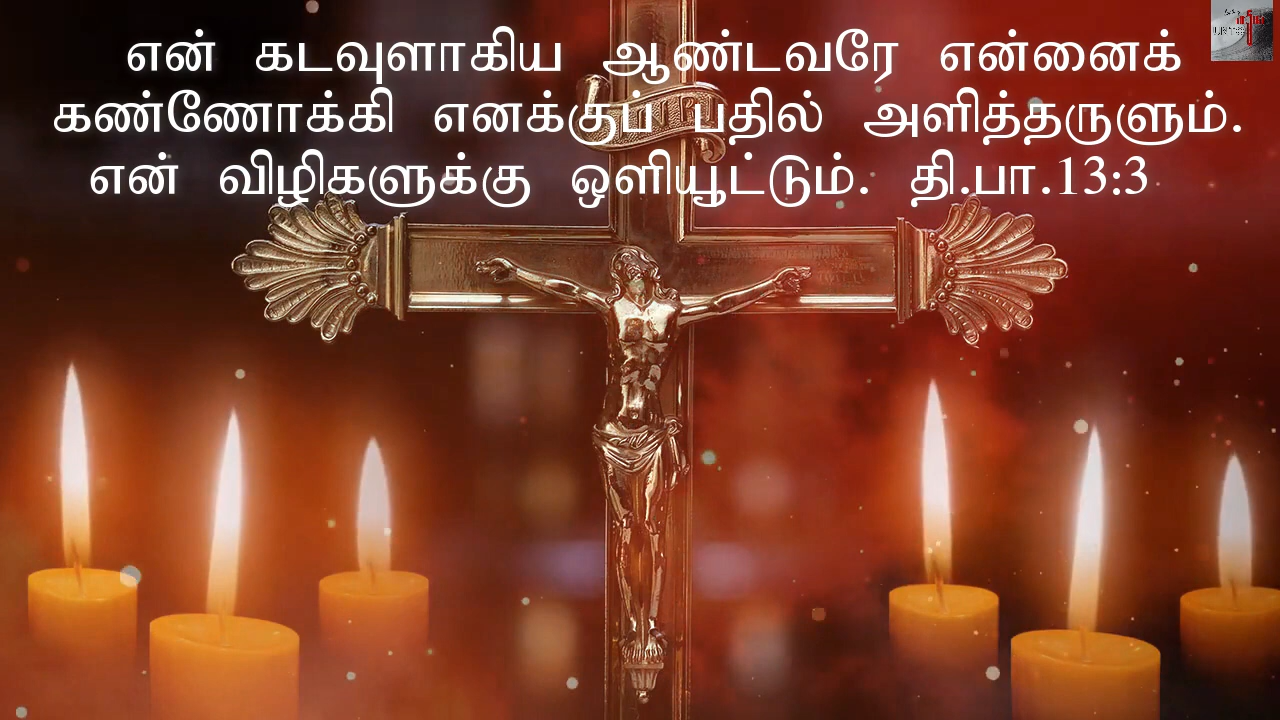 என் கடவுளாகிய ஆண்டவரே என்னைக்
கண்ணோக்கி எனக்குப் பதில் அளித்தருளும்.
என் விழிகளுக்கு ஒளியூட்டும். தி.பா.13:3